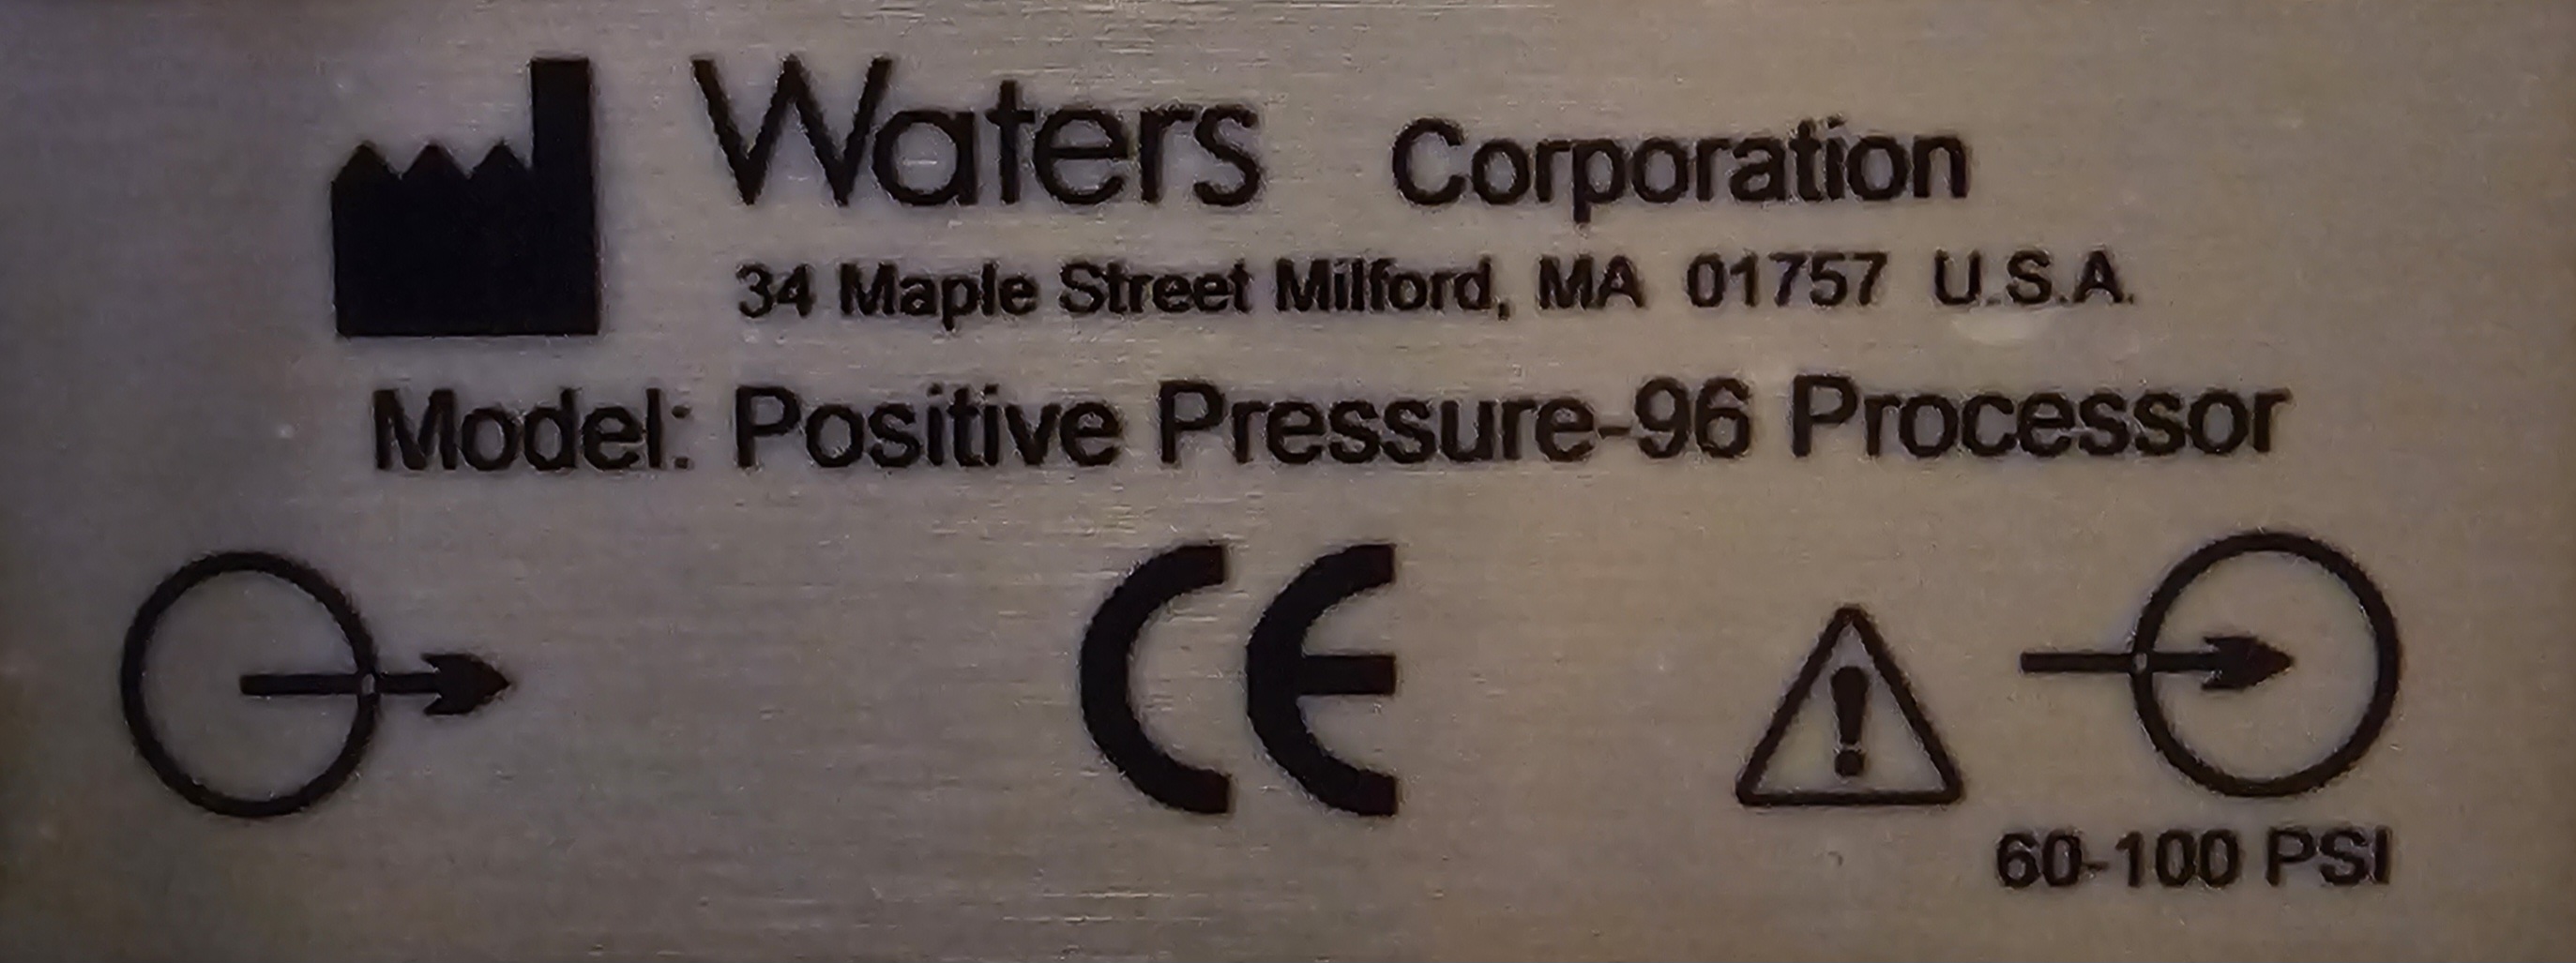 Waters Corporation
34 Maple Street Milford, MA 01757 U.S.A.
Model: Positive Pressure-96 Processor
CE
60-100 PSI